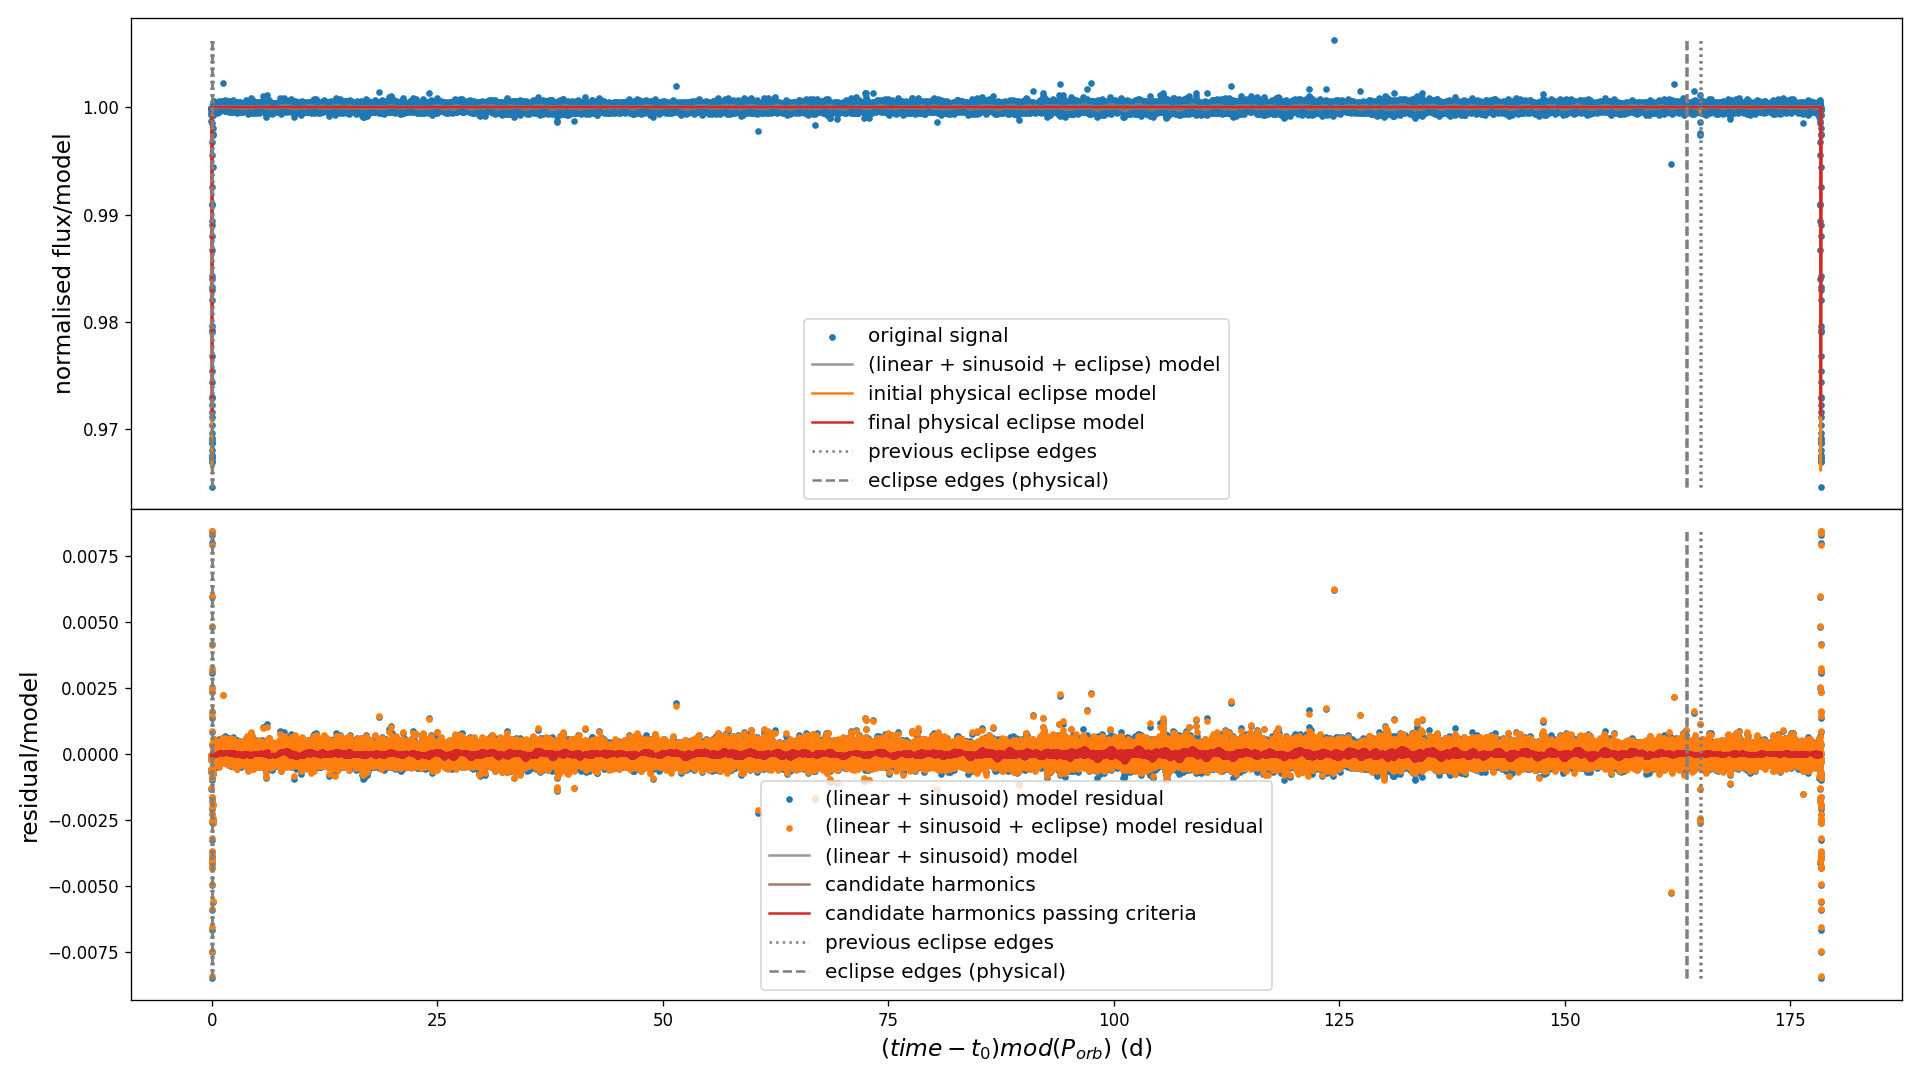 normalised flux/model
1.00
0.99
0.98
0.97
original signal
(linear + sinusoid + eclipse) model
initial physical eclipse model
final physical eclipse model
previous eclipse edges
eclipse edges (physical)
residual/model
0.0075
0.0050
0.0025
0.0000
−0.0025
−0.0050
−0.0075
(linear + sinusoid) model residual
(linear + sinusoid + eclipse) model residual
(linear + sinusoid) model
candidate harmonics
candidate harmonics passing criteria
previous eclipse edges
eclipse edges (physical)
0 25 50 75 100 125 150 175
(time − t₀)mod(Pₒᵣᵦ) (d)